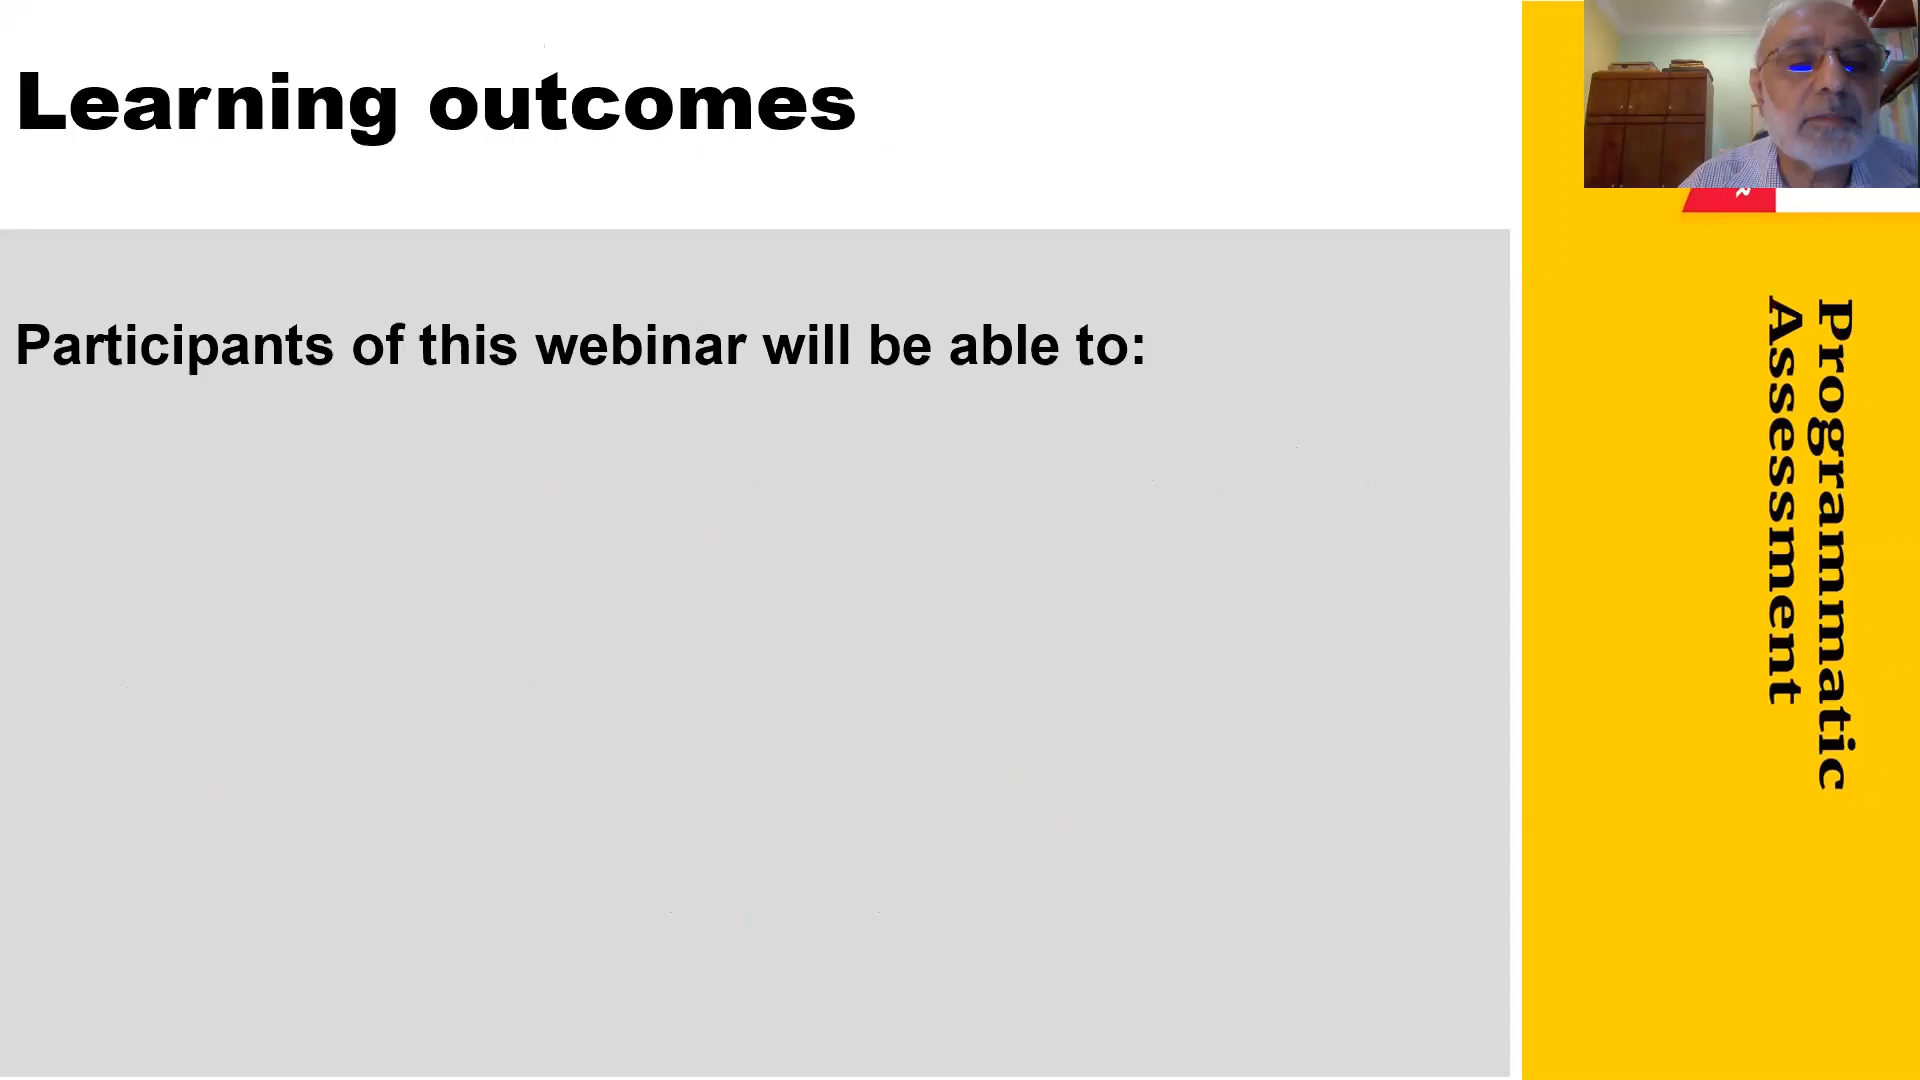 Learning outcomes
Participants of this webinar will be able to:
Programmatic
Assessment